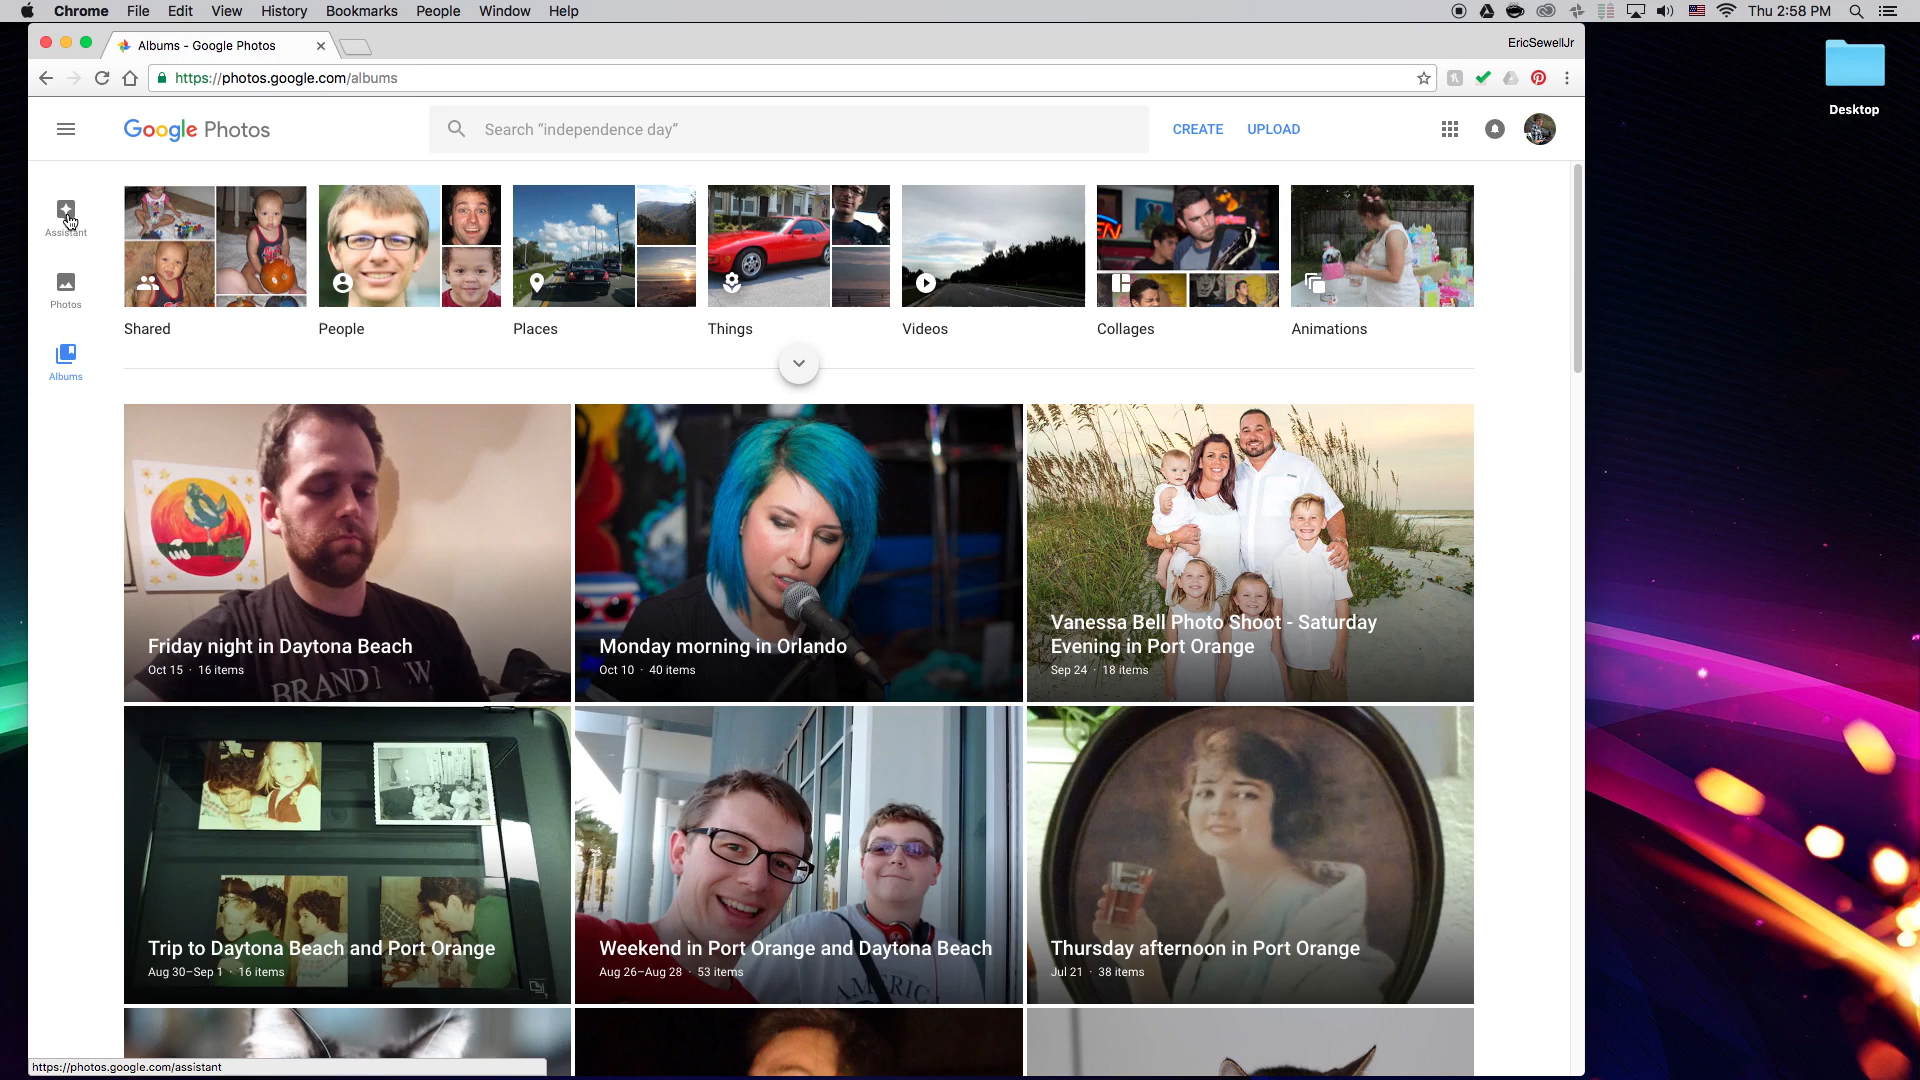 Chrome File Edit View History Bookmarks People Window Help Thu 2:58 PM
Albums - Google Photos EricSewellJr
https://photos.google.com/albums
Desktop
Google Photos Search “independence day” CREATE UPLOAD
Assistant
Photos
Albums
Shared People Places Things Videos Collages Animations
Friday night in Daytona Beach
Oct 15 · 16 items
Monday morning in Orlando
Oct 10 · 40 items
Vanessa Bell Photo Shoot - Saturday
Evening in Port Orange
Sep 24 · 18 items
Trip to Daytona Beach and Port Orange
Aug 30–Sep 1 · 16 items
Weekend in Port Orange and Daytona Beach
Aug 26–Aug 28 · 53 items
Thursday afternoon in Port Orange
Jul 21 · 38 items
https://photos.google.com/assistant